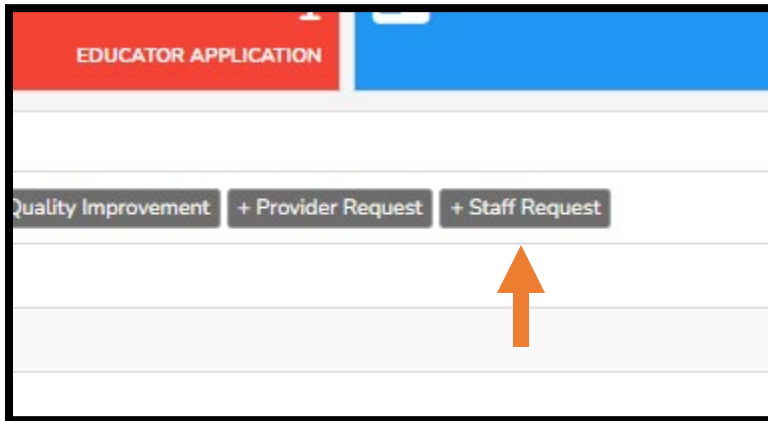 EDUCATOR APPLICATION
Quality Improvement + Provider Request + Staff Request